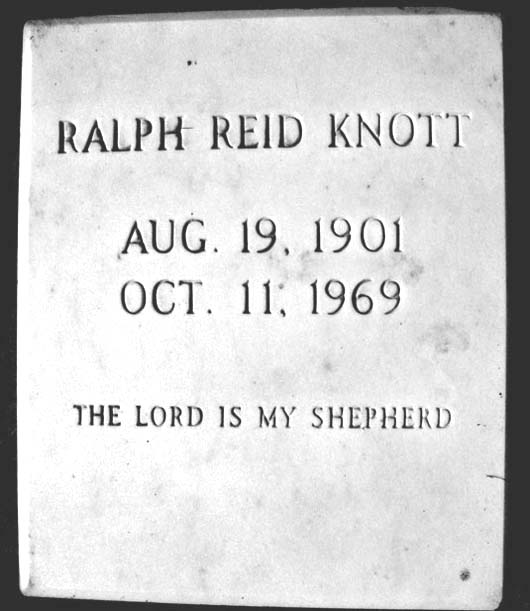 RALPH REID KNOTT
AUG. 19, 1901
OCT. 11, 1969
THE LORD IS MY SHEPHERD